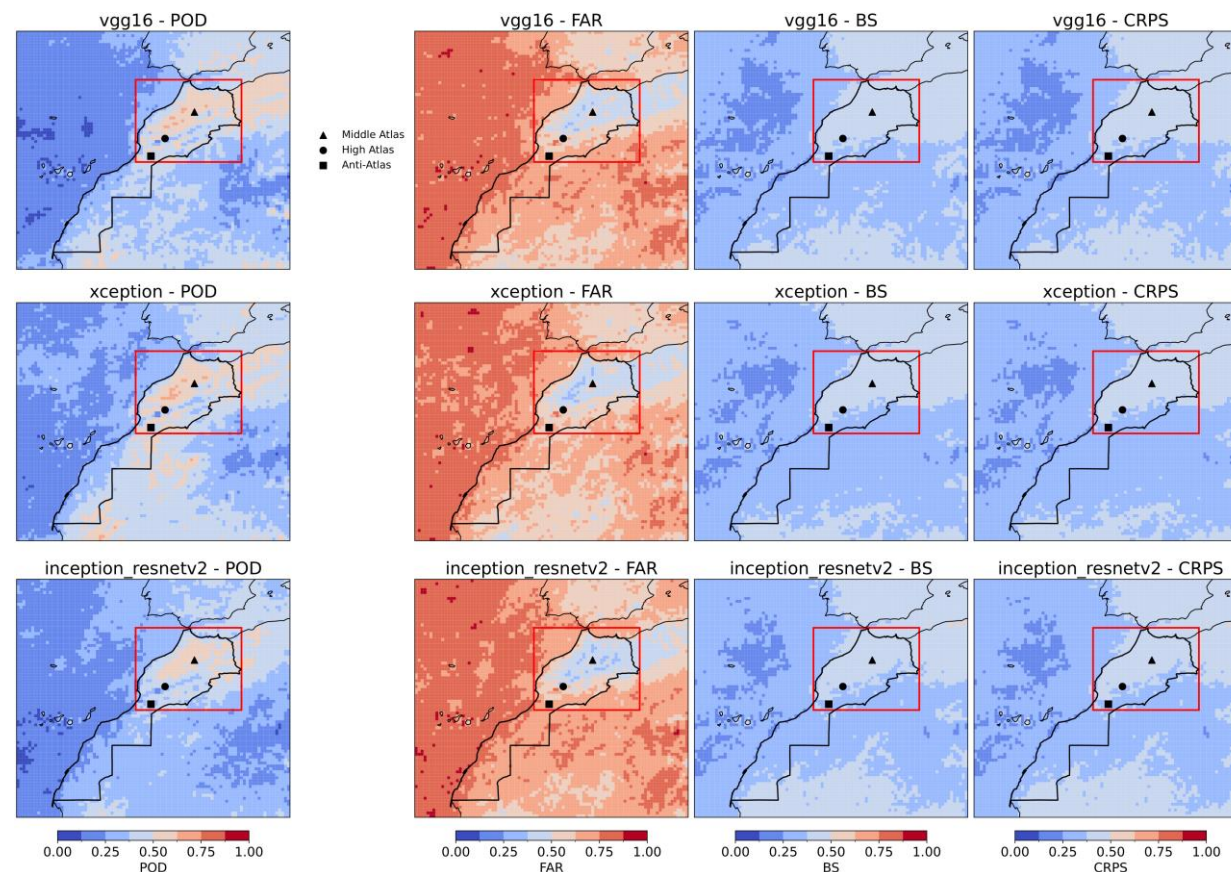 vgg16 - POD
vgg16 - FAR
vgg16 - BS
vgg16 - CRPS
Middle Atlas
High Atlas
Anti-Atlas
xception - POD
xception - FAR
xception - BS
xception - CRPS
inception_resnetv2 - POD
inception_resnetv2 - FAR
inception_resnetv2 - BS
inception_resnetv2 - CRPS
0.00 0.25 0.50 0.75 1.00
POD
0.00 0.25 0.50 0.75 1.00
FAR
0.00 0.25 0.50 0.75 1.00
BS
0.00 0.25 0.50 0.75 1.00
CRPS